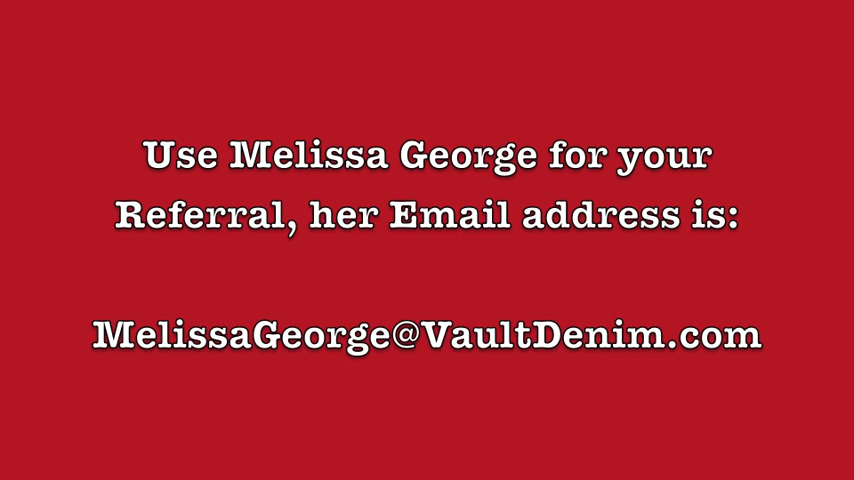 Use Melissa George for your
Referral, her Email address is:
MelissaGeorge@VaultDenim.com